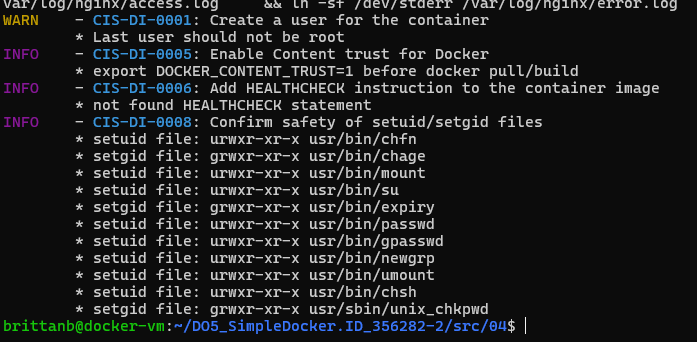 var/log/nginx/access.log     && ln -sf /dev/stderr /var/log/nginx/error.log
WARN    - CIS-DI-0001: Create a user for the container
        * Last user should not be root
INFO    - CIS-DI-0005: Enable Content trust for Docker
        * export DOCKER_CONTENT_TRUST=1 before docker pull/build
INFO    - CIS-DI-0006: Add HEALTHCHECK instruction to the container image
        * not found HEALTHCHECK statement
INFO    - CIS-DI-0008: Confirm safety of setuid/setgid files
        * setuid file: urwxr-xr-x usr/bin/chfn
        * setgid file: grwxr-xr-x usr/bin/chage
        * setuid file: urwxr-xr-x usr/bin/mount
        * setuid file: urwxr-xr-x usr/bin/su
        * setgid file: grwxr-xr-x usr/bin/expiry
        * setuid file: urwxr-xr-x usr/bin/passwd
        * setuid file: urwxr-xr-x usr/bin/gpasswd
        * setuid file: urwxr-xr-x usr/bin/newgrp
        * setuid file: urwxr-xr-x usr/bin/umount
        * setuid file: urwxr-xr-x usr/bin/chsh
        * setgid file: grwxr-xr-x usr/sbin/unix_chkpwd
brittanb@docker-vm:~/DO5_SimpleDocker.ID_356282-2/src/04$